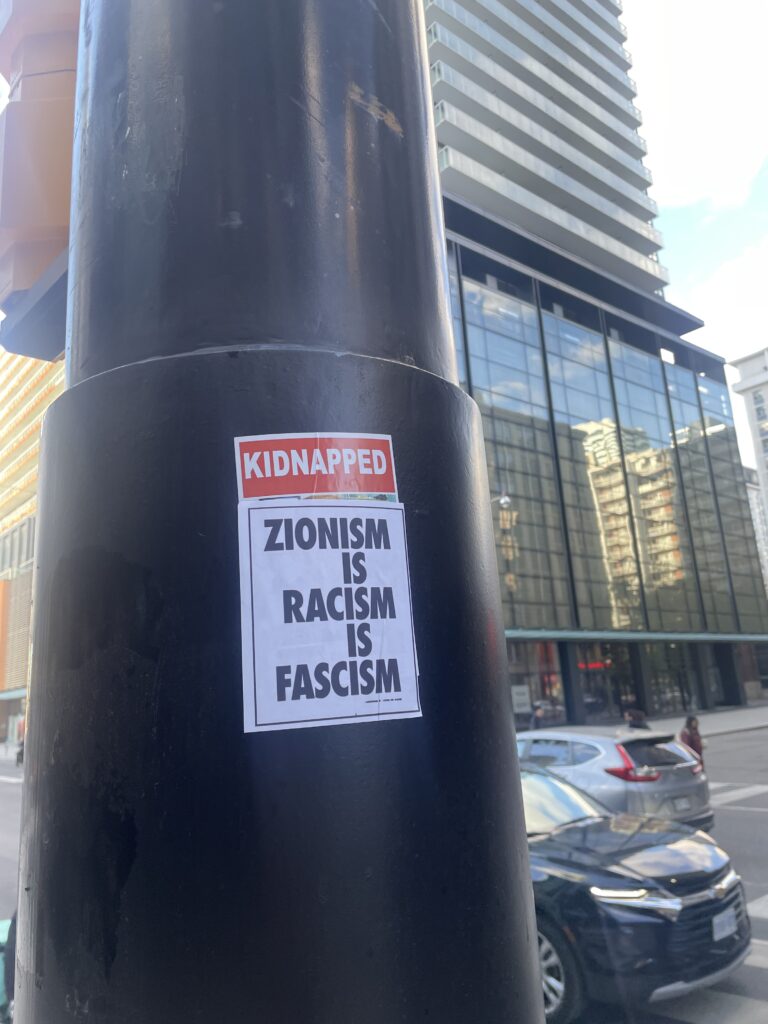 KIDNAPPED
ZIONISM
IS
RACISM
IS
FASCISM